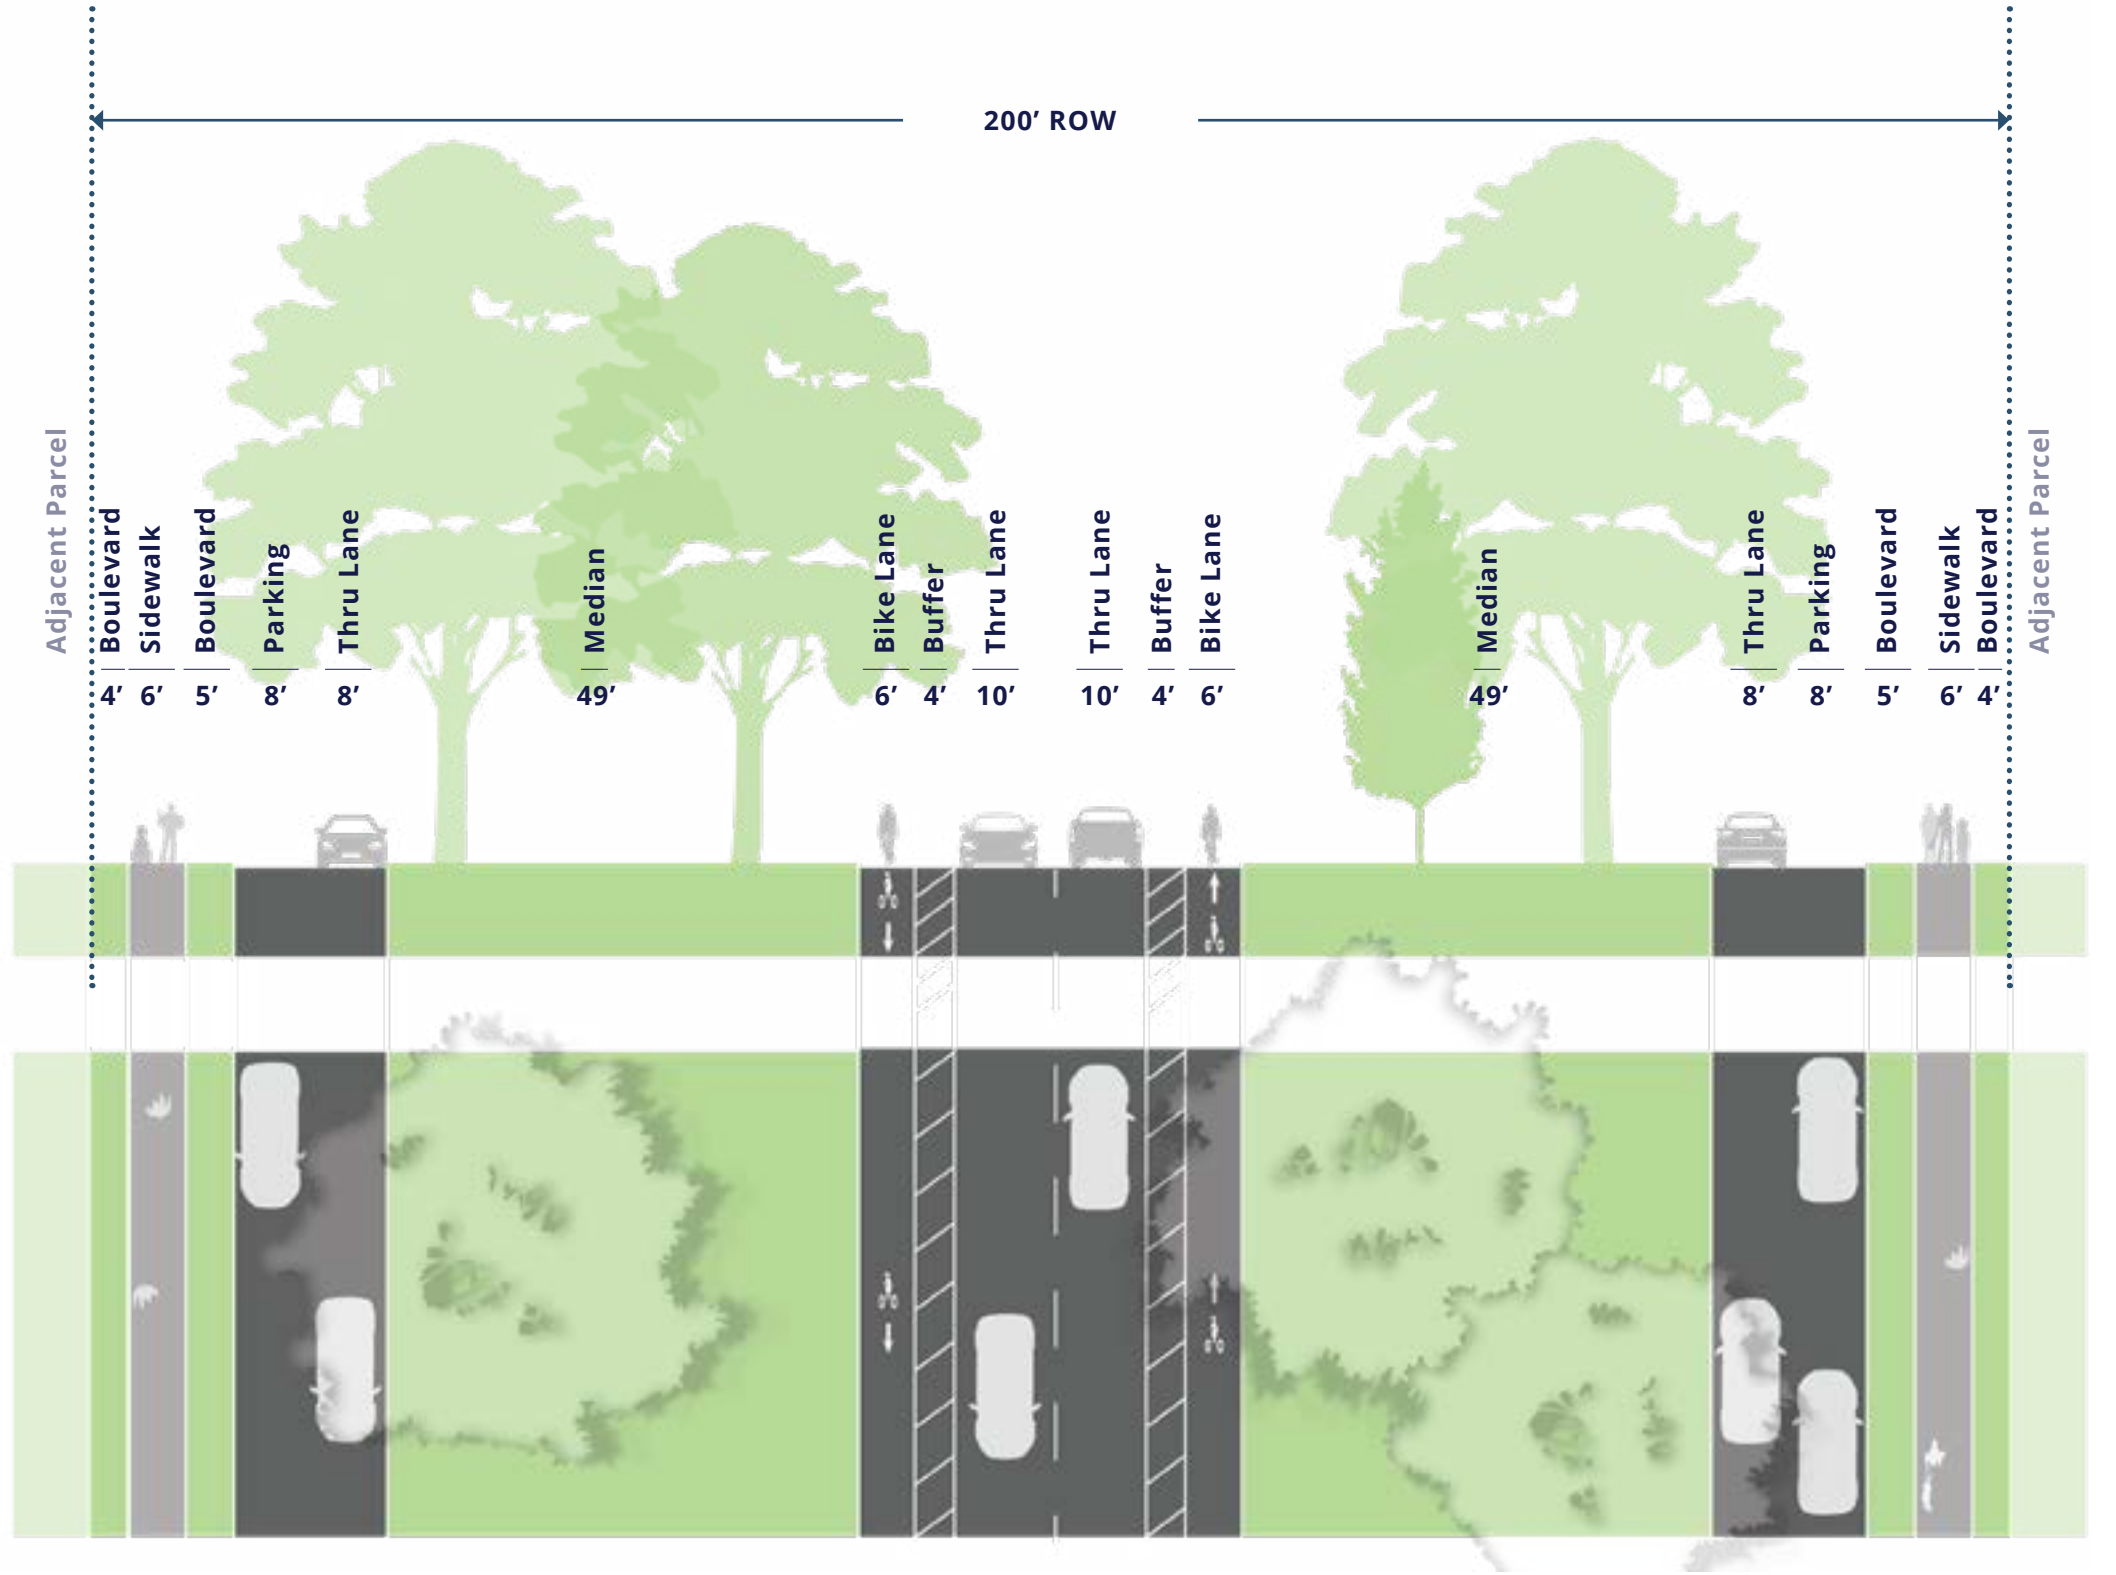 200’ ROW
Adjacent Parcel
Boulevard
4’
Sidewalk
6’
Boulevard
5’
Parking
8’
Thru Lane
8’
Median
49’
Bike Lane
6’
Buffer
4’
Thru Lane
10’
Thru Lane
10’
Buffer
4’
Bike Lane
6’
Median
49’
Thru Lane
8’
Parking
8’
Boulevard
5’
Sidewalk
6’
Boulevard
4’
Adjacent Parcel